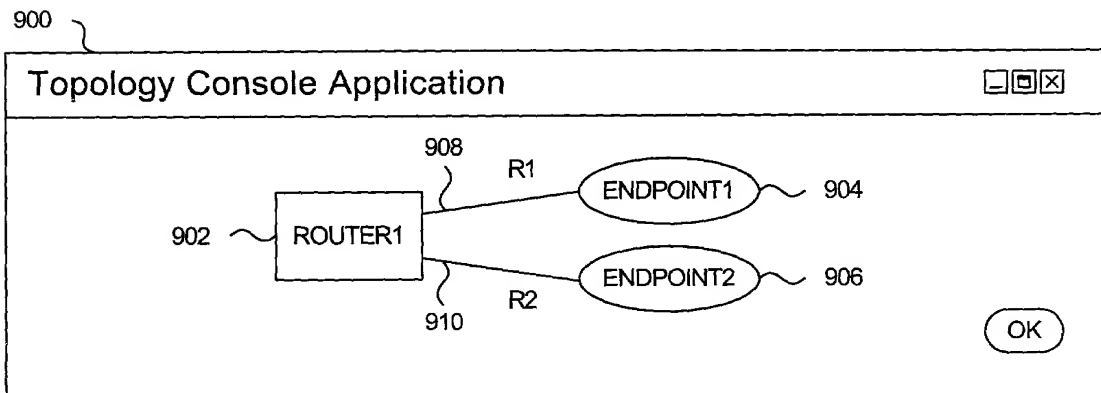 900
Topology Console Application
908
R1
ENDPOINT1
904
902
ROUTER1
ENDPOINT2
906
R2
910
OK